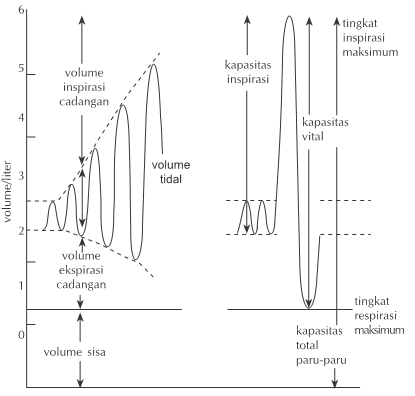 volume/liter
6
5
4
3
2
1
0
volume
inspirasi
cadangan
volume
tidal
volume
ekspirasi
cadangan
volume sisa
kapasitas
inspirasi
kapasitas
vital
tingkat
inspirasi
maksimum
tingkat
respirasi
maksimum
kapasitas
total
paru-paru